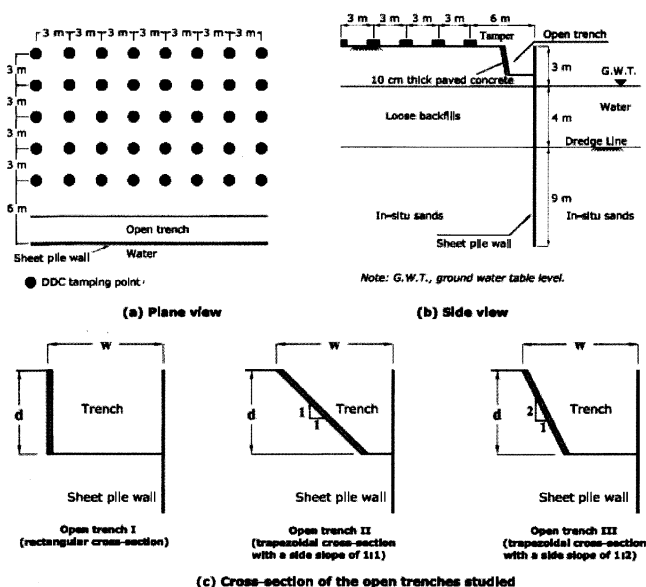 3 m 3 m 3 m 3 m 3 m 3 m 3 m
3 m
3 m
3 m
3 m
6 m
Open trench
Sheet pile wall
Water
DDC tamping point
(a) Plane view
3 m 3 m 3 m 3 m 6 m
Tamper
Open trench
10 cm thick paved concrete
3 m
G.W.T.
Loose backfills
4 m
Water
Dredge Line
9 m
In-situ sands
In-situ sands
Sheet pile wall
Note: G.W.T., ground water table level.
(b) Side view
w
d
Trench
Sheet pile wall
Open trench I
(rectangular cross-section)
w
d
1
1
Trench
Sheet pile wall
Open trench II
(trapezoidal cross-section
with a side slope of 1:1)
w
d
2
1
Trench
Sheet pile wall
Open trench III
(trapezoidal cross-section
with a side slope of 1:2)
(c) Cross-section of the open trenches studied